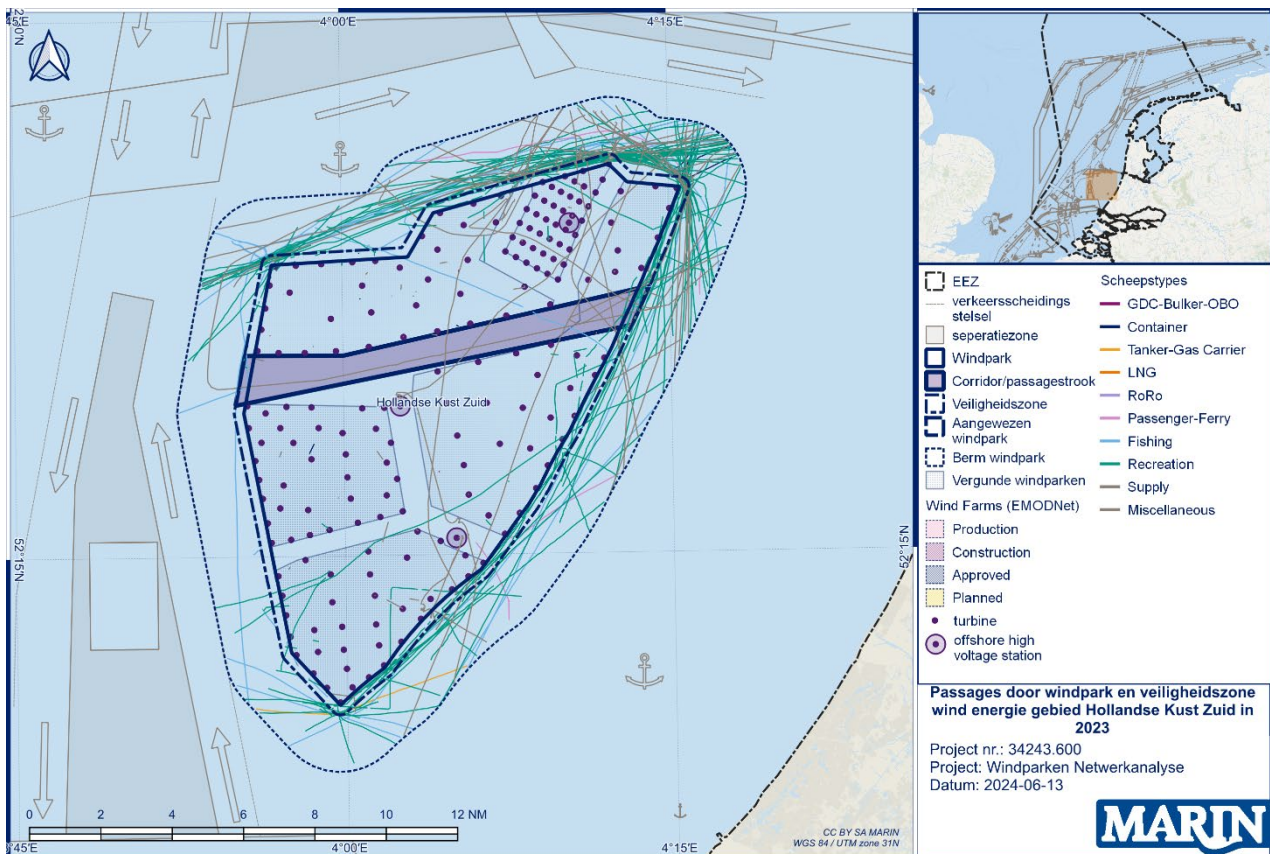 45'E
4°00'E
4°15'E
2°30'N
Hollandse Kust Zuid
52°15'N
52°15'N
0 2 4 6 8 10 12 NM
CC BY SA MARIN
WGS 84 / UTM zone 31N
°45'E
4°00'E
4°15'E
EEZ
verkeersscheidings
stelsel
seperatiezone
Windpark
Corridor/passagestrook
Veiligheidszone
Aangewezen
windpark
Berm windpark
Vergunde windparken
Wind Farms (EMODNet)
Production
Construction
Approved
Planned
turbine
offshore high
voltage station
Scheepstypes
GDC-Bulker-OBO
Container
Tanker-Gas Carrier
LNG
RoRo
Passenger-Ferry
Fishing
Recreation
Supply
Miscellaneous
Passages door windpark en veiligheidszone
wind energie gebied Hollandse Kust Zuid in
2023
Project nr.: 34243.600
Project: Windparken Netwerkanalyse
Datum: 2024-06-13
MARIN